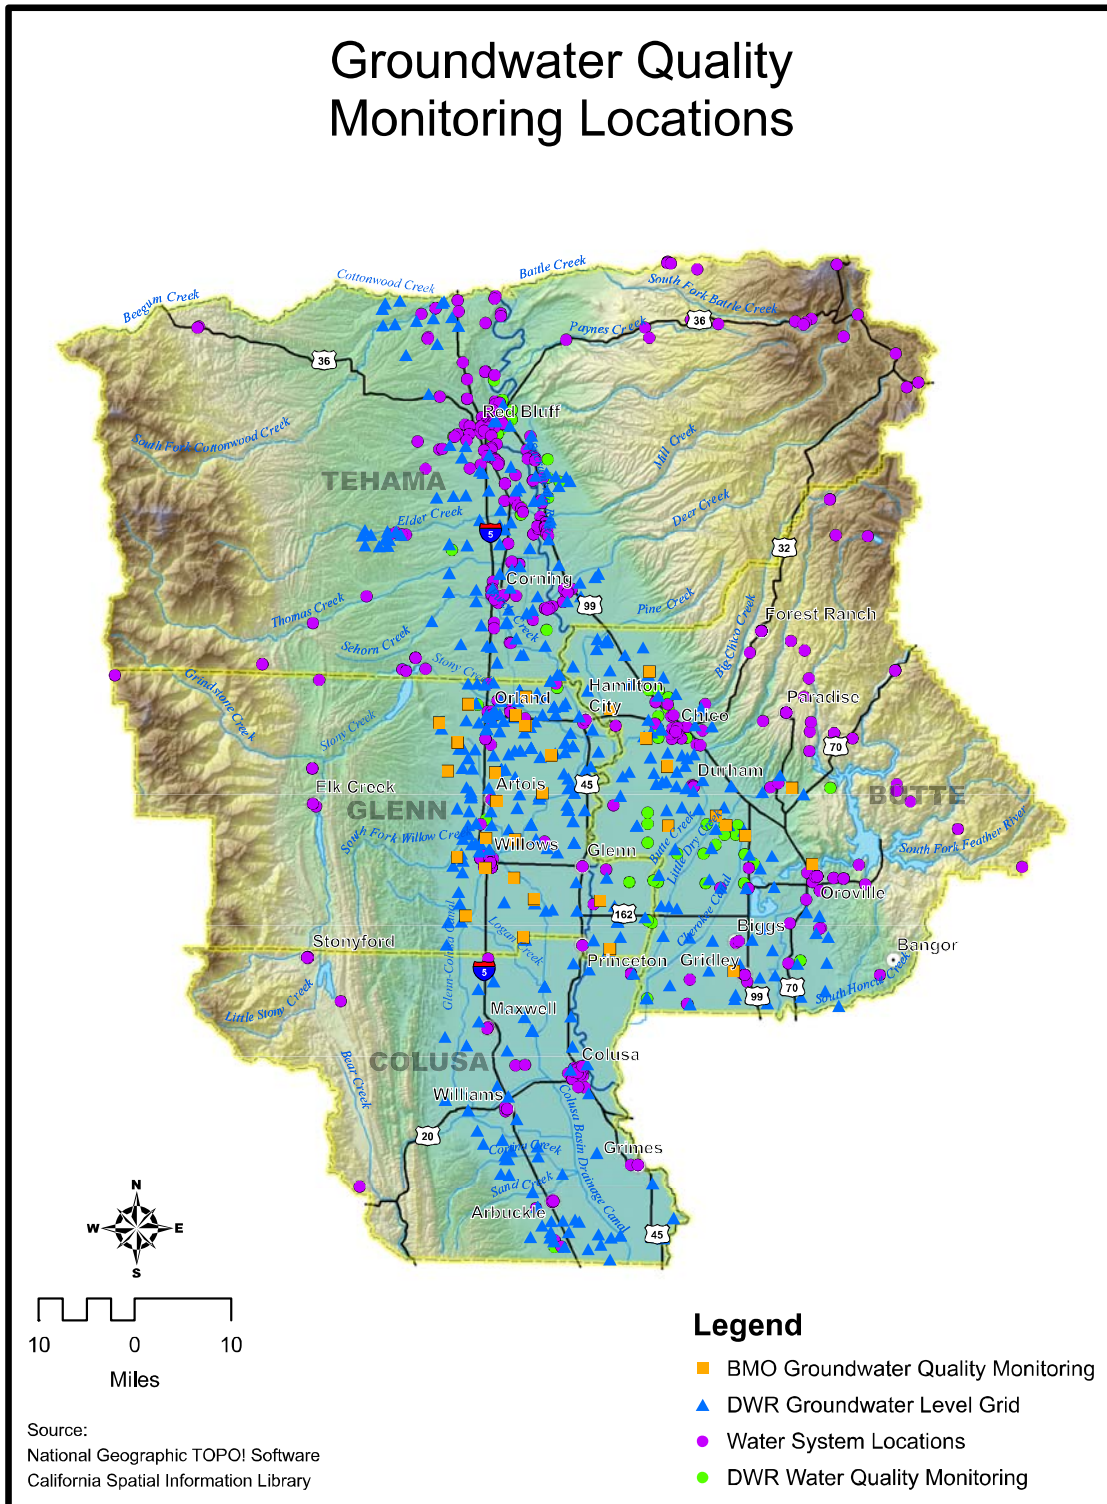 Groundwater Quality
Monitoring Locations
Cottonwood Creek
Battle Creek
South Fork Battle Creek
Beegum Creek
Paynes Creek
36
36
Red Bluff
South Fork Cottonwood Creek
Mill Creek
TEHAMA
Deer Creek
Elder Creek
5
32
Corning
Thomas Creek
99
Pine Creek
Big Chico Creek
Forest Ranch
Creek
Sehorn Creek
Stony Creek
Grindstone Creek
Hamilton
City
Orland
Paradise
Chico
Stony Creek
70
Durham
Elk Creek
Artois
45
BUTTE
GLENN
South Fork Willow Creek
Butte Creek
Little Dry Creek
South Fork Feather River
Willows
Glenn
Oroville
Cherokee Canal
162
Logan Creek
Glenn-Colusa Canal
Biggs
Stonyford
Bangor
Princeton
Gridley
5
99
70
South Honcut Creek
Little Stony Creek
Maxwell
Bear Creek
COLUSA
Colusa
Williams
Colusa Basin Drainage Canal
20
Cortina Creek
Grimes
Sand Creek
Arbuckle
45
N
W E
S
10 0 10
Miles
Legend
BMO Groundwater Quality Monitoring
DWR Groundwater Level Grid
Water System Locations
DWR Water Quality Monitoring
Source:
National Geographic TOPO! Software
California Spatial Information Library